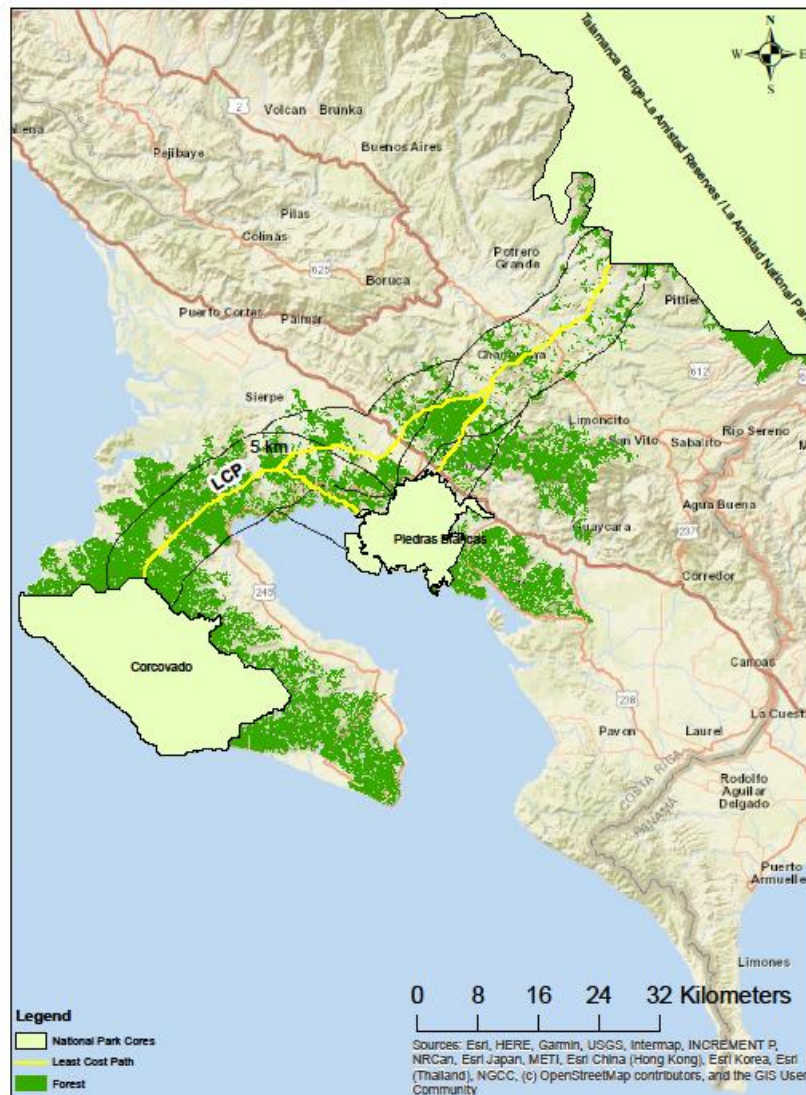 N
W E
S
Talamanca Range-La Amistad Reserves / La Amistad National Park
2
Volcan Brunka
Pejibaye
Buenos Aires
Pilas
Colinas
625
Boruca
Potrero
Grande
Puerto Cortes
Palmar
Pittier
612
Sierpe
Limoncito
San Vito
Sabalito
Rio Sereno
5 km
LCP
Agua Buena
Guaycara
237
Piedras Blancas
Corredor
245
Corcovado
Canoas
La Cuesta
238
Pavon
Laurel
COSTA RICA
PANAMA
Rodolfo
Aguilar
Delgado
Puerto
Armuelle
Limones
Legend
National Park Cores
Least Cost Path
Forest
0 8 16 24 32 Kilometers
Sources: Esri, HERE, Garmin, USGS, Intermap, INCREMENT P,
NRCan, Esri Japan, METI, Esri China (Hong Kong), Esri Korea, Esri
(Thailand), NGCC, (c) OpenStreetMap contributors, and the GIS User
Community